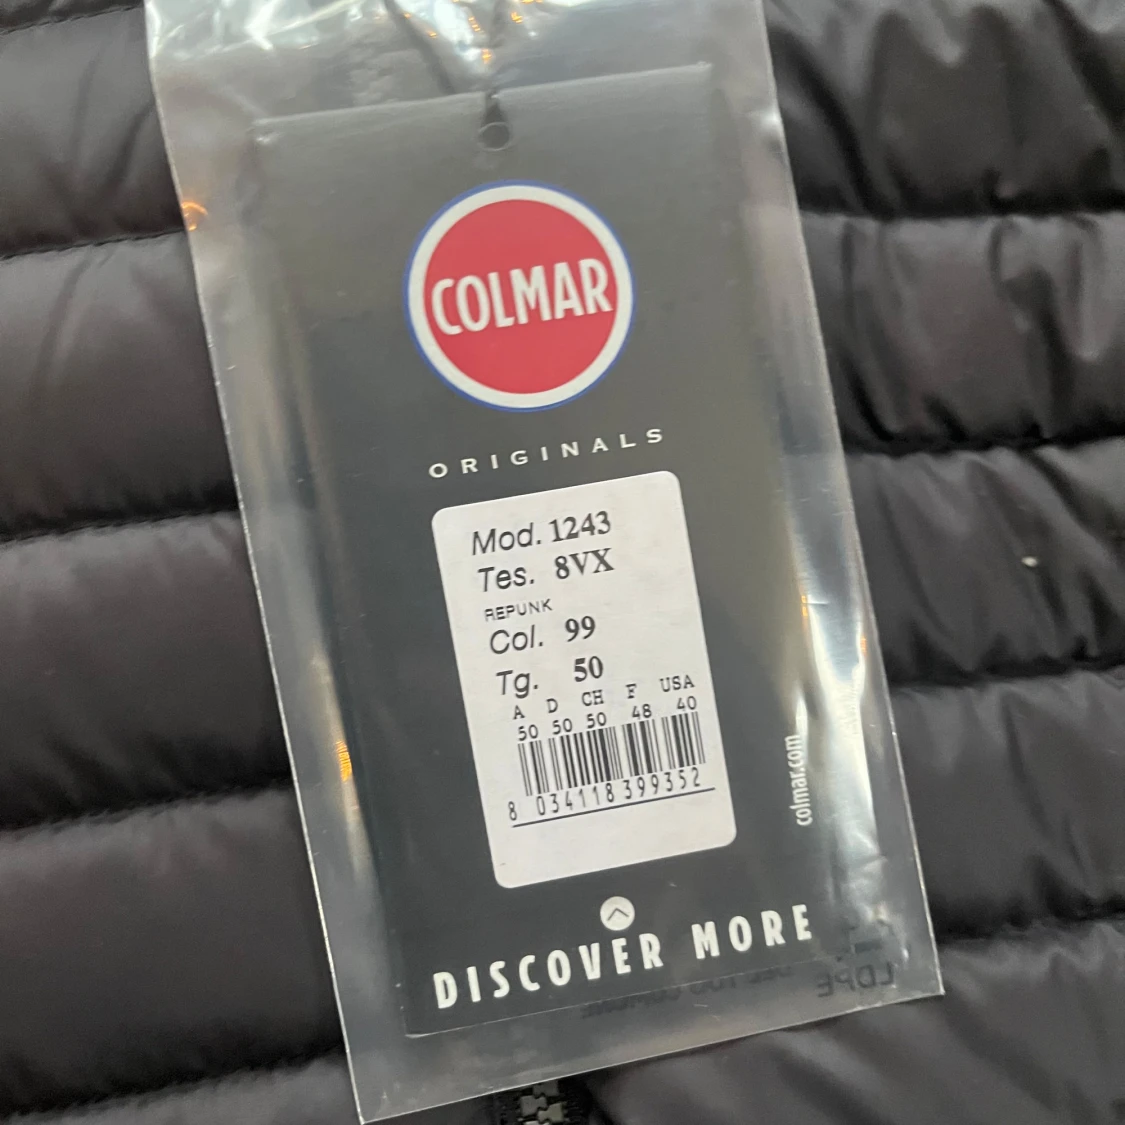 COLMAR
ORIGINALS
Mod. 1243
Tes. 8VX
REPUNK
Col. 99
Tg. 50
A D CH F USA
50 50 50 48 40
8 034118 399352
colmar.com
DISCOVER MORE
LDPE